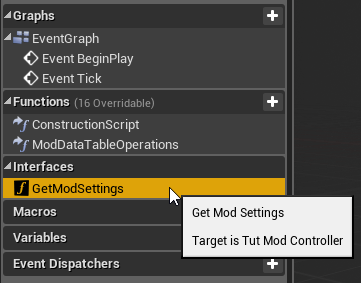 Graphs
EventGraph
Event BeginPlay
Event Tick
Functions (16 Overridable)
ConstructionScript
ModDataTableOperations
Interfaces
GetModSettings
Macros
Variables
Event Dispatchers
Get Mod Settings
Target is Tut Mod Controller